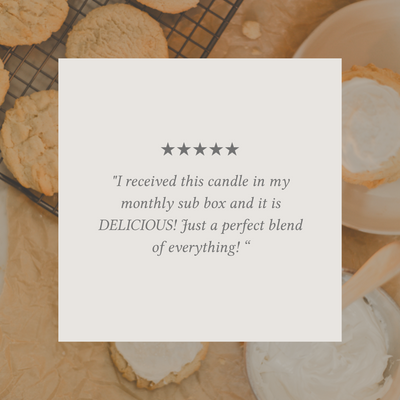 ★★★★★
"I received this candle in my
monthly sub box and it is
DELICIOUS! Just a perfect blend
of everything! “